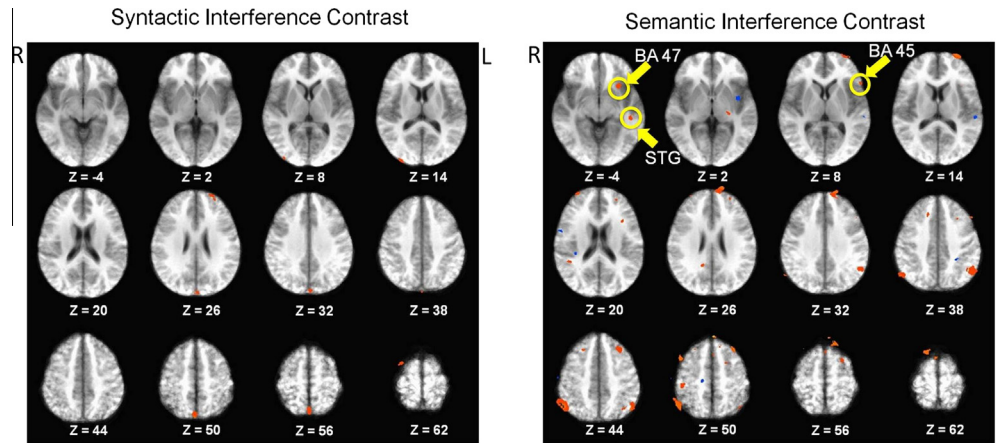 Syntactic Interference Contrast
R
L
Z = -4
Z = 2
Z = 8
Z = 14
Z = 20
Z = 26
Z = 32
Z = 38
Z = 44
Z = 50
Z = 56
Z = 62
Semantic Interference Contrast
R
BA 47
BA 45
STG
Z = -4
Z = 2
Z = 8
Z = 14
Z = 20
Z = 26
Z = 32
Z = 38
Z = 44
Z = 50
Z = 56
Z = 62